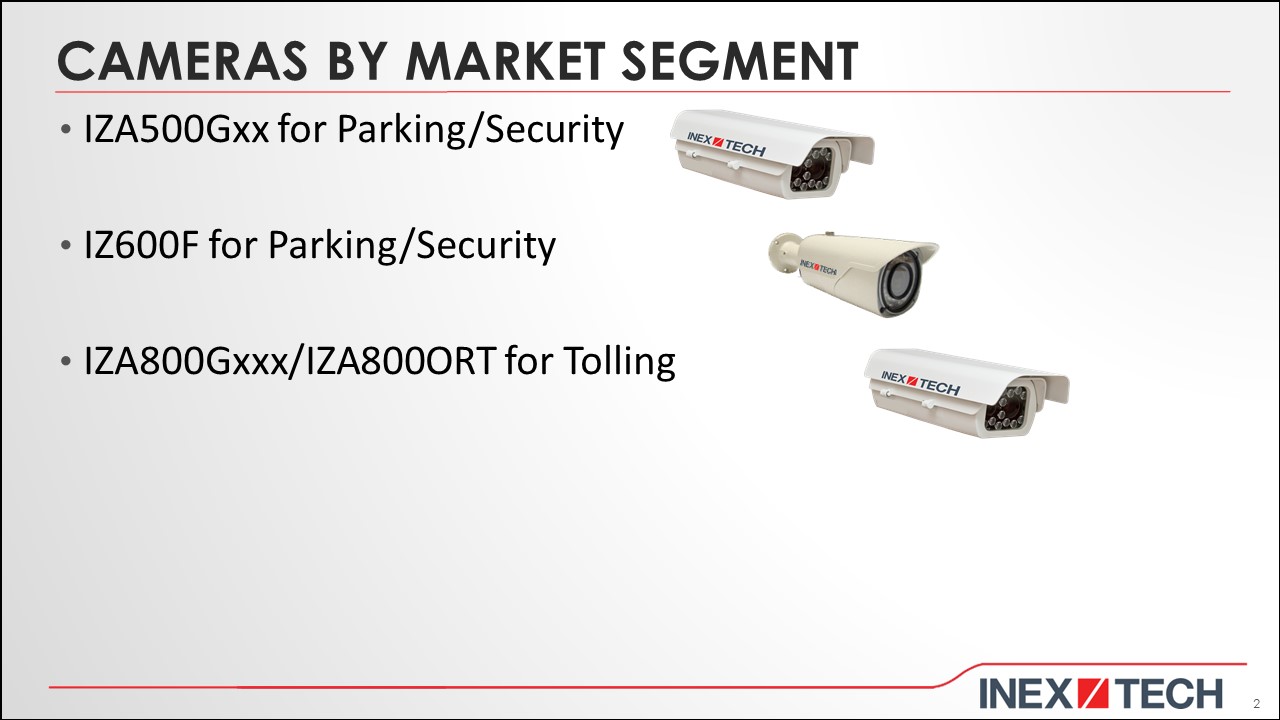 CAMERAS BY MARKET SEGMENT
• IZA500Gxx for Parking/Security
INEX TECH
• IZ600F for Parking/Security
INEX TECH
• IZA800Gxxx/IZA800ORT for Tolling
INEX TECH
INEX TECH
2